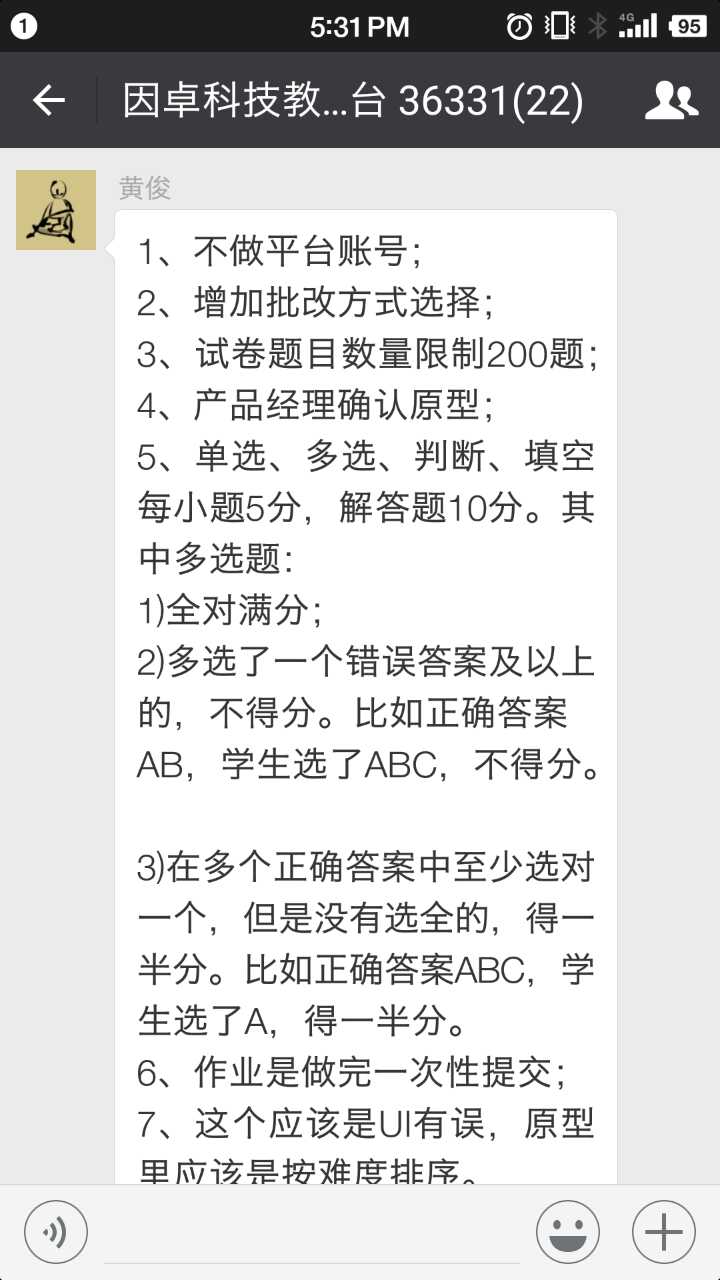 1
5:31 PM
4G
95
因卓科技教...台 36331(22)
黄俊
1、不做平台账号；
2、增加批改方式选择；
3、试卷题目数量限制200题；
4、产品经理确认原型；
5、单选、多选、判断、填空
每小题5分，解答题10分。其
中多选题：
1)全对满分；
2)多选了一个错误答案及以上
的，不得分。比如正确答案
AB，学生选了ABC，不得分。
3)在多个正确答案中至少选对
一个，但是没有选全的，得一
半分。比如正确答案ABC，学
生选了A，得一半分。
6、作业是做完一次性提交；
7、这个应该是UI有误，原型
里应该是按难度排序。